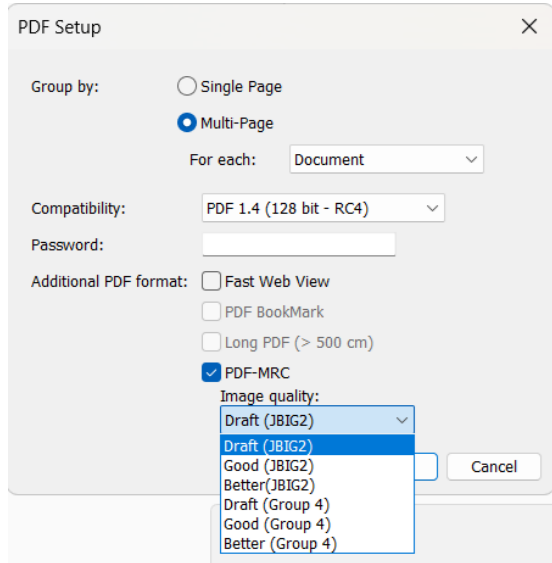 PDF Setup
Group by: Single Page
Multi-Page
For each: Document
Compatibility: PDF 1.4 (128 bit - RC4)
Password:
Additional PDF format: Fast Web View
PDF BookMark
Long PDF (> 500 cm)
PDF-MRC
Image quality:
Draft (JBIG2)
Draft (JBIG2)
Good (JBIG2)
Better(JBIG2)
Draft (Group 4)
Good (Group 4)
Better (Group 4)
Cancel